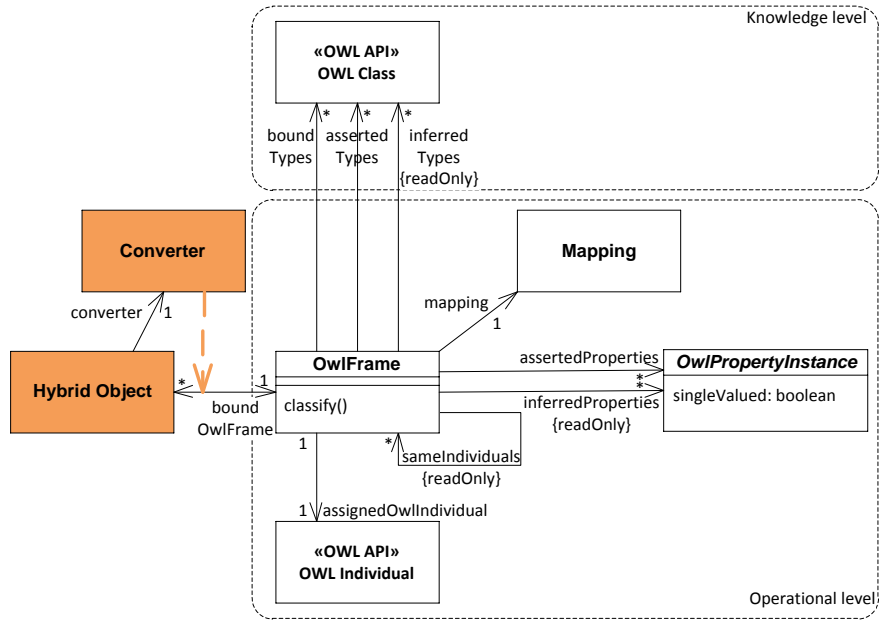 Knowledge level
«OWL API»
OWL Class
* * *
bound asserted inferred
Types Types Types
{readOnly}
Converter
Mapping
converter 1
mapping
1
Hybrid Object
* 1
bound
OwlFrame
OwlFrame
classify()
assertedProperties
*
*
inferredProperties
{readOnly}
OwlPropertyInstance
singleValued: boolean
1
* sameIndividuals
{readOnly}
1 assignedOwlIndividual
«OWL API»
OWL Individual
Operational level